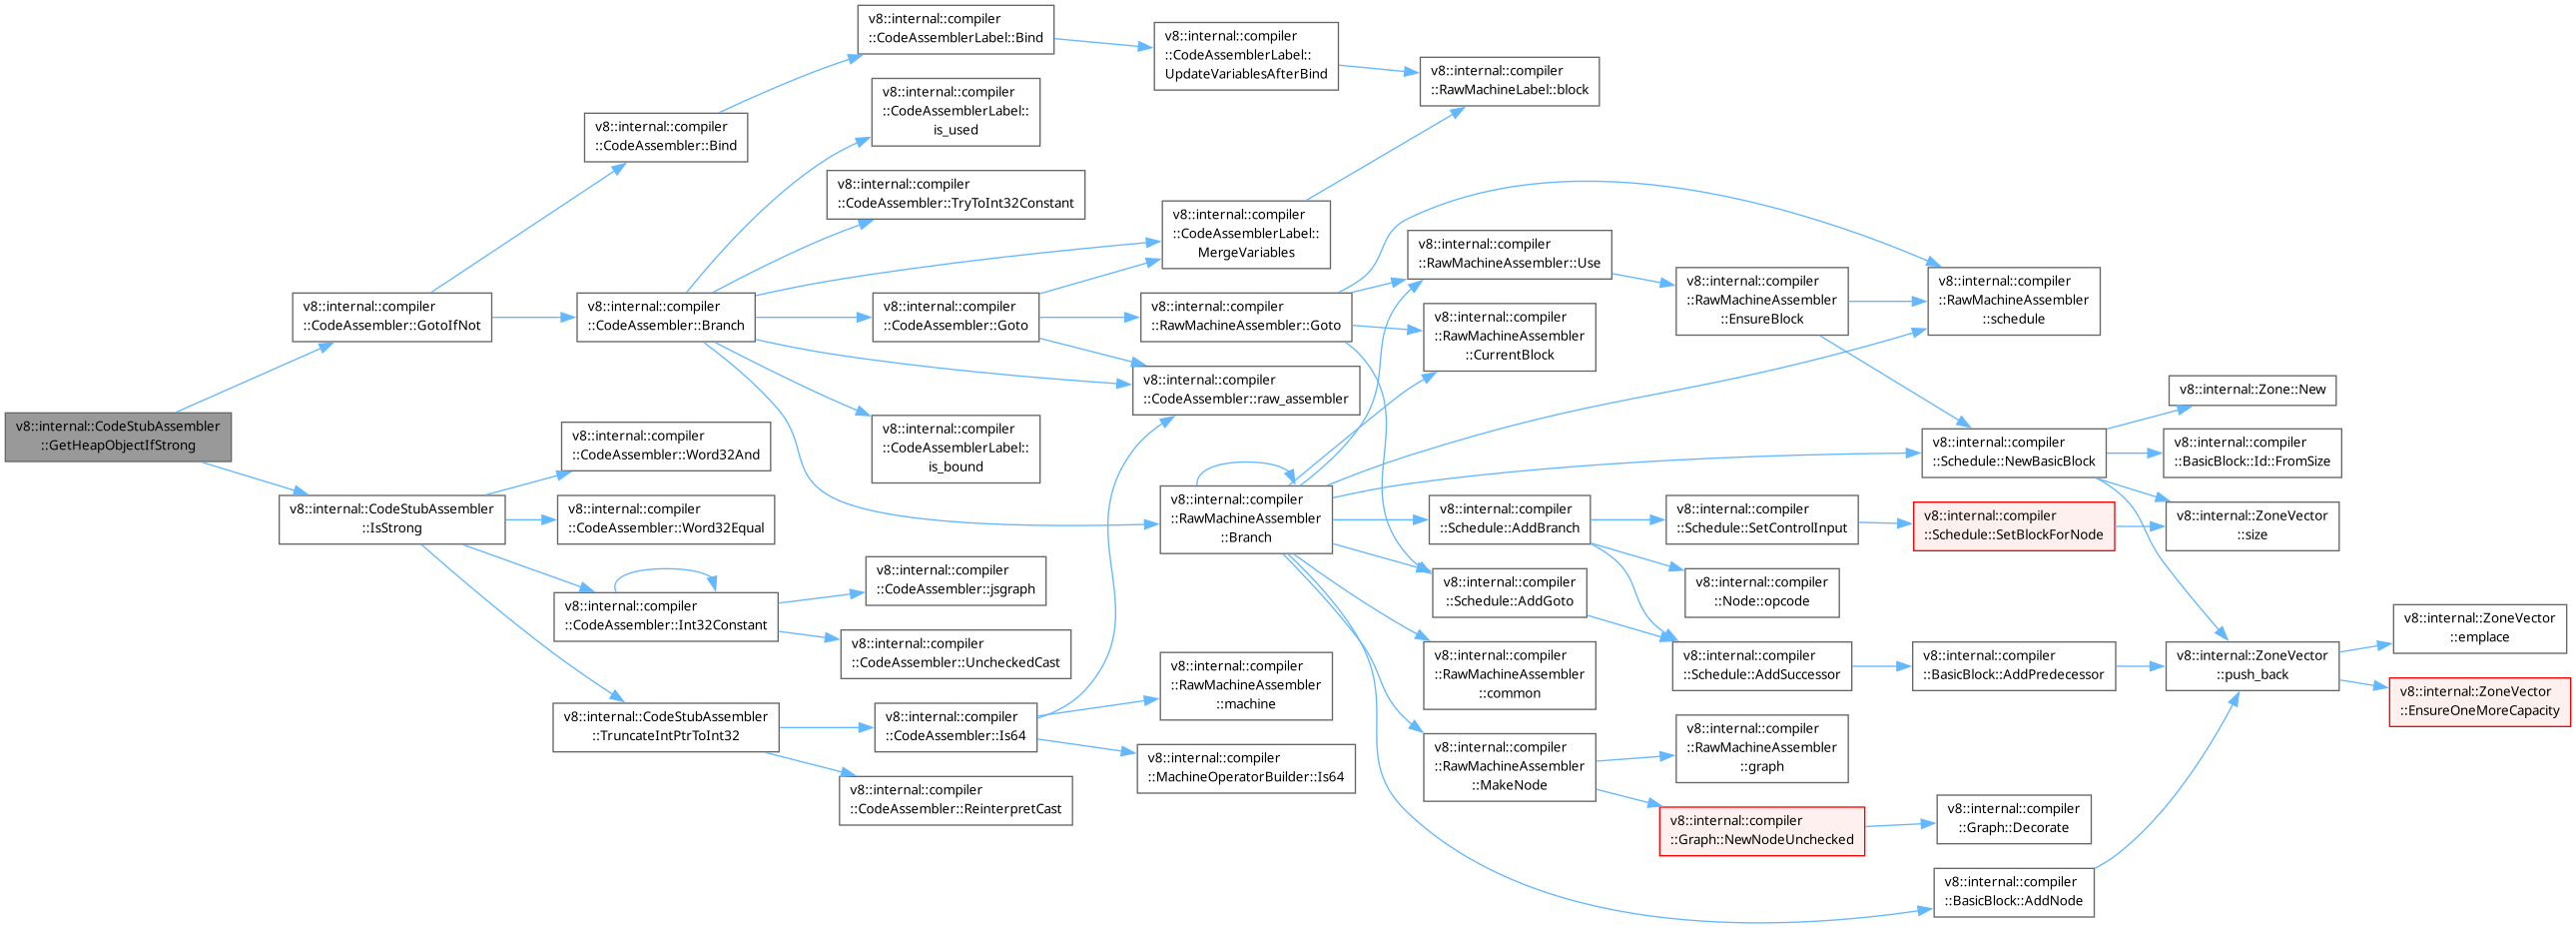 v8::internal::CodeStubAssembler
::GetHeapObjectIfStrong
v8::internal::compiler
::CodeAssembler::GotoIfNot
v8::internal::CodeStubAssembler
::IsStrong
v8::internal::compiler
::CodeAssembler::Bind
v8::internal::compiler
::CodeAssembler::Branch
v8::internal::compiler
::CodeAssembler::Word32And
v8::internal::compiler
::CodeAssembler::Word32Equal
v8::internal::compiler
::CodeAssembler::Int32Constant
v8::internal::CodeStubAssembler
::TruncateIntPtrToInt32
v8::internal::compiler
::CodeAssemblerLabel::Bind
v8::internal::compiler
::CodeAssemblerLabel::
is_used
v8::internal::compiler
::CodeAssembler::TryToInt32Constant
v8::internal::compiler
::CodeAssembler::Goto
v8::internal::compiler
::CodeAssemblerLabel::
is_bound
v8::internal::compiler
::CodeAssembler::jsgraph
v8::internal::compiler
::CodeAssembler::UncheckedCast
v8::internal::compiler
::CodeAssembler::Is64
v8::internal::compiler
::CodeAssembler::ReinterpretCast
v8::internal::compiler
::CodeAssemblerLabel::
UpdateVariablesAfterBind
v8::internal::compiler
::CodeAssemblerLabel::
MergeVariables
v8::internal::compiler
::RawMachineAssembler::Goto
v8::internal::compiler
::CodeAssembler::raw_assembler
v8::internal::compiler
::RawMachineAssembler
::Branch
v8::internal::compiler
::RawMachineAssembler
::machine
v8::internal::compiler
::MachineOperatorBuilder::Is64
v8::internal::compiler
::RawMachineLabel::block
v8::internal::compiler
::RawMachineAssembler::Use
v8::internal::compiler
::RawMachineAssembler
::CurrentBlock
v8::internal::compiler
::Schedule::AddBranch
v8::internal::compiler
::Schedule::AddGoto
v8::internal::compiler
::RawMachineAssembler
::common
v8::internal::compiler
::RawMachineAssembler
::MakeNode
v8::internal::compiler
::RawMachineAssembler
::EnsureBlock
v8::internal::compiler
::Schedule::SetControlInput
v8::internal::compiler
::Node::opcode
v8::internal::compiler
::Schedule::AddSuccessor
v8::internal::compiler
::RawMachineAssembler
::graph
v8::internal::compiler
::Graph::NewNodeUnchecked
v8::internal::compiler
::RawMachineAssembler
::schedule
v8::internal::compiler
::Schedule::NewBasicBlock
v8::internal::compiler
::Schedule::SetBlockForNode
v8::internal::compiler
::BasicBlock::AddPredecessor
v8::internal::compiler
::Graph::Decorate
v8::internal::compiler
::BasicBlock::AddNode
v8::internal::Zone::New
v8::internal::compiler
::BasicBlock::Id::FromSize
v8::internal::ZoneVector
::size
v8::internal::ZoneVector
::push_back
v8::internal::ZoneVector
::emplace
v8::internal::ZoneVector
::EnsureOneMoreCapacity